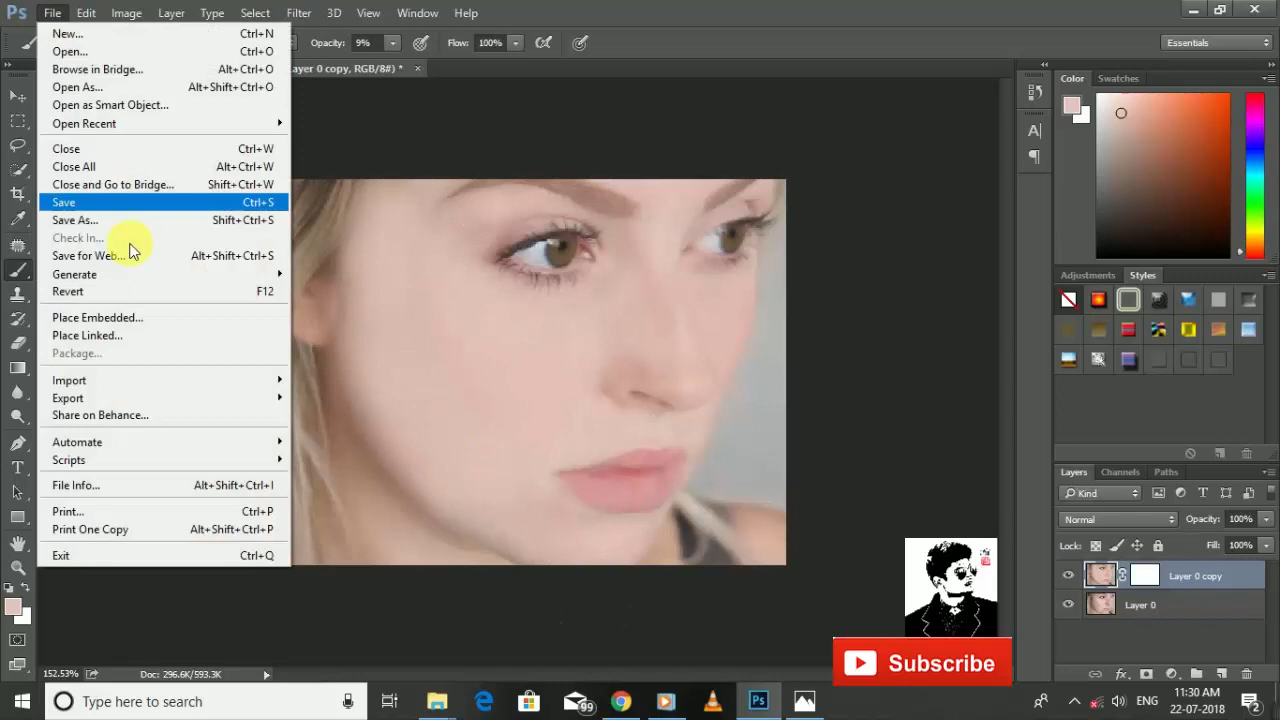 Ps File Edit Image Layer Type Select Filter 3D View Window Help
Opacity: 9% Flow: 100% Essentials
Layer 0 copy, RGB/8#) *
New... Ctrl+N
Open... Ctrl+O
Browse in Bridge... Alt+Ctrl+O
Open As... Alt+Shift+Ctrl+O
Open as Smart Object...
Open Recent
Close Ctrl+W
Close All Alt+Ctrl+W
Close and Go to Bridge... Shift+Ctrl+W
Save Ctrl+S
Save As... Shift+Ctrl+S
Check In...
Save for Web... Alt+Shift+Ctrl+S
Generate
Revert F12
Place Embedded...
Place Linked...
Package...
Import
Export
Share on Behance...
Automate
Scripts
File Info... Alt+Shift+Ctrl+I
Print... Ctrl+P
Print One Copy Alt+Shift+Ctrl+P
Exit Ctrl+Q
Color Swatches
Adjustments Styles
Layers Channels Paths
Kind
Normal Opacity: 100%
Lock: Fill: 100%
Layer 0 copy
Layer 0
Subscribe
152.53% Doc: 296.6K/593.3K
Type here to search
99
Ps
ENG
11:30 AM
22-07-2018
2